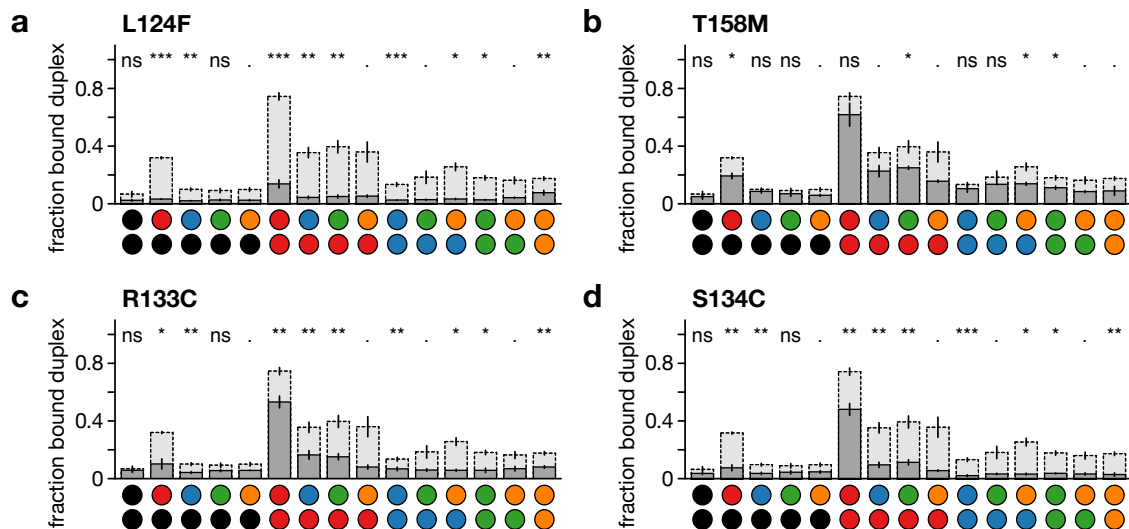 a L124F
ns *** ** ns . *** ** ** . *** . * * . **
fraction bound duplex
0.8
0.4
0
b T158M
ns * ns ns . ns . * . ns ns * * . .
fraction bound duplex
0.8
0.4
0
c R133C
ns * ** ns . ** ** ** . ** . * * . **
fraction bound duplex
0.8
0.4
0
d S134C
ns ** ** ns . ** ** ** . *** . * * . **
fraction bound duplex
0.8
0.4
0